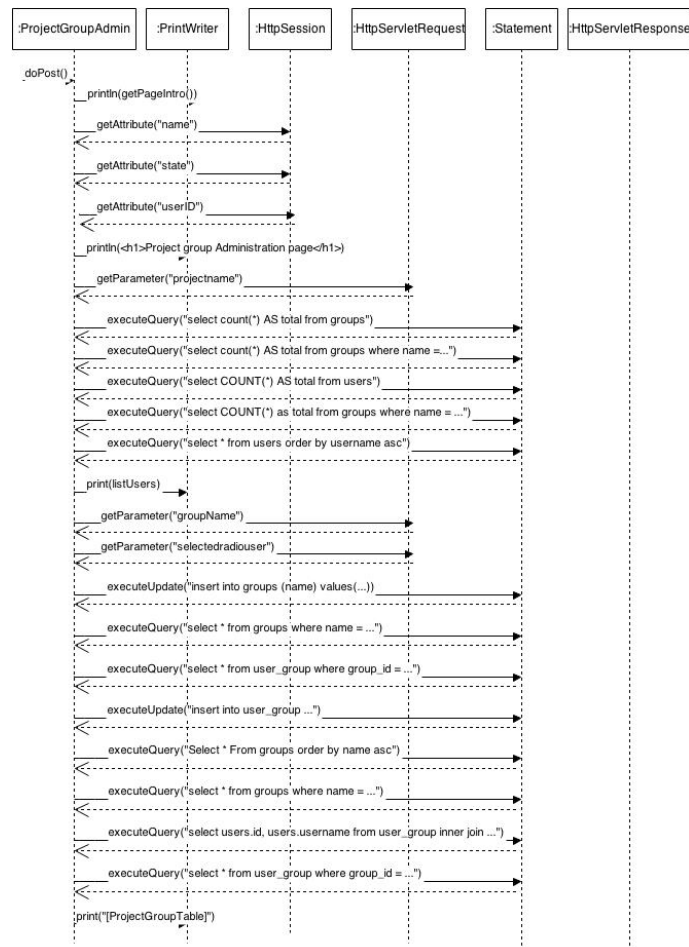 :ProjectGroupAdmin :PrintWriter :HttpSession :HttpServletRequest :Statement :HttpServletResponse
doPost()
println(getPageIntro())
getAttribute("name")
getAttribute("state")
getAttribute("userID")
println(<h1>Project group Administration page</h1>)
getParameter("projectname")
executeQuery("select count(*) AS total from groups")
executeQuery("select count(*) AS total from groups where name =...")
executeQuery("select COUNT(*) AS total from users")
executeQuery("select COUNT(*) as total from groups where name = ...")
executeQuery("select * from users order by username asc")
print(listUsers)
getParameter("groupName")
getParameter("selectedradiouser")
executeUpdate("insert into groups (name) values(...))
executeQuery("select * from groups where name = ...")
executeQuery("select * from user_group where group_id = ...")
executeUpdate("insert into user_group ...")
executeQuery("Select * From groups order by name asc")
executeQuery("select * from groups where name = ...")
executeQuery("select users.id, users.username from user_group inner join ...")
executeQuery("select * from user_group where group_id = ...")
print("[ProjectGroupTable]")